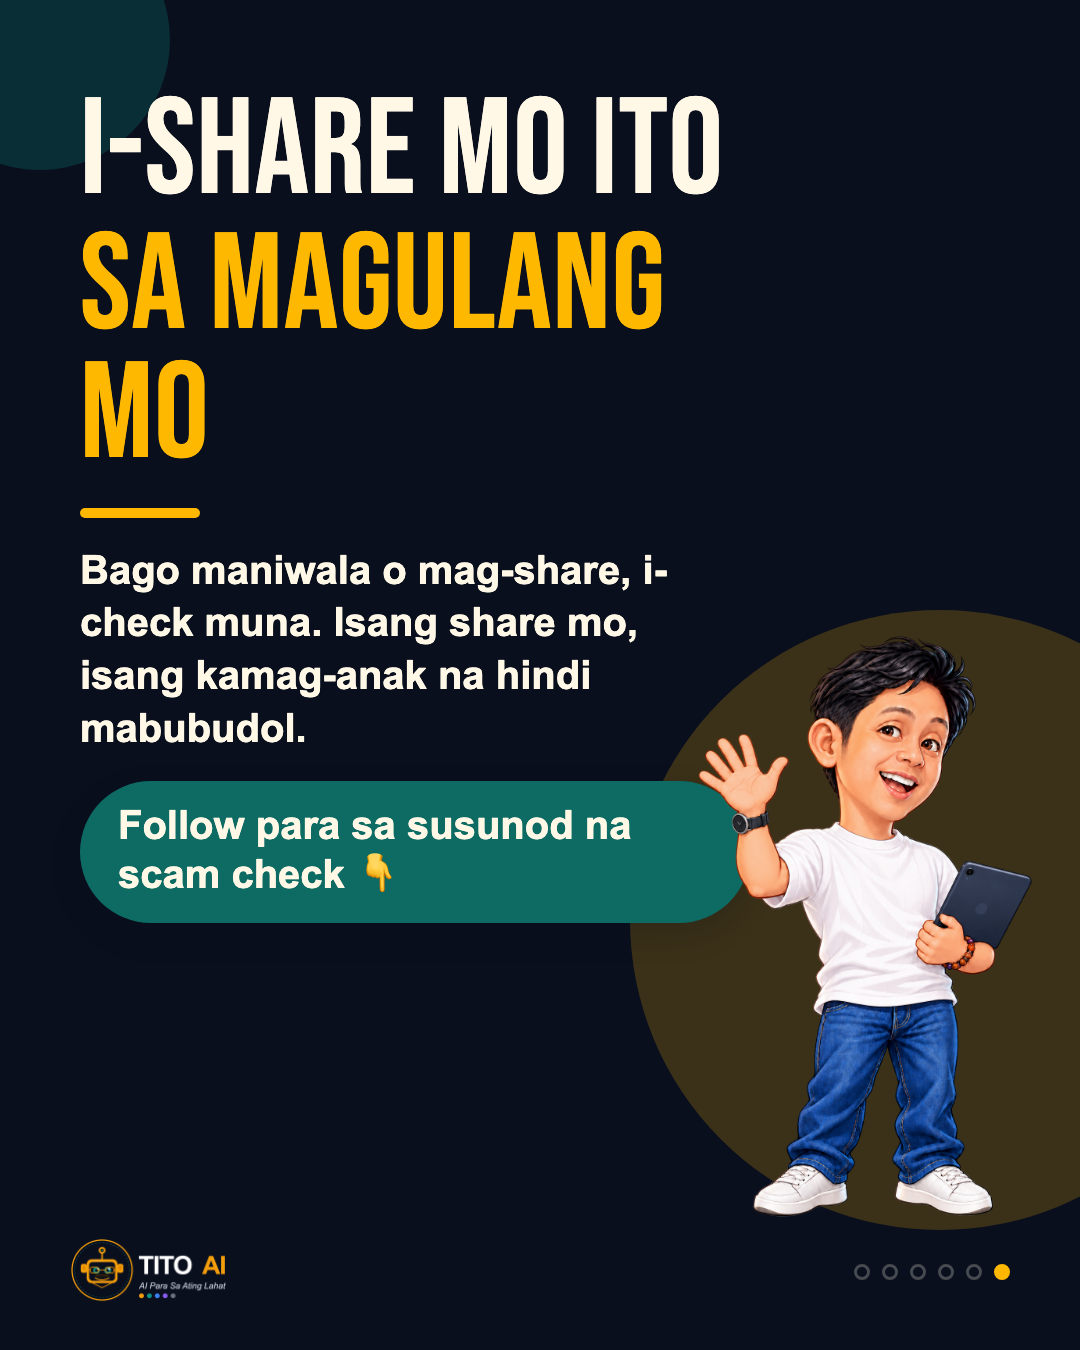 I-SHARE MO ITO
SA MAGULANG
MO
Bago maniwala o mag-share, i-
check muna. Isang share mo,
isang kamag-anak na hindi
mabubudol.
Follow para sa susunod na
scam check 👇
TITO AI
AI Para Sa Ating Lahat